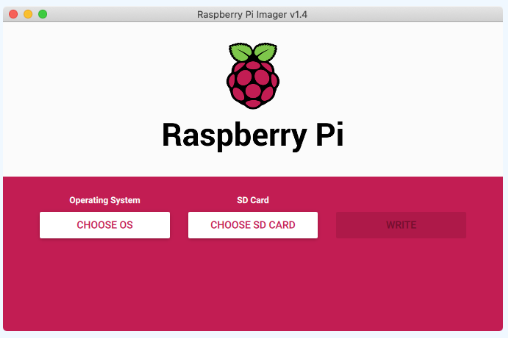 Raspberry Pi Imager v1.4
Raspberry Pi
Operating System
SD Card
CHOOSE OS
CHOOSE SD CARD
WRITE